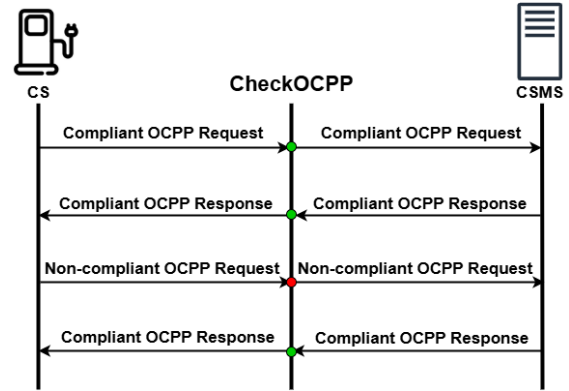 CheckOCPP
CS
CSMS
Compliant OCPP Request
Compliant OCPP Request
Compliant OCPP Response
Compliant OCPP Response
Non-compliant OCPP Request
Non-compliant OCPP Request
Compliant OCPP Response
Compliant OCPP Response